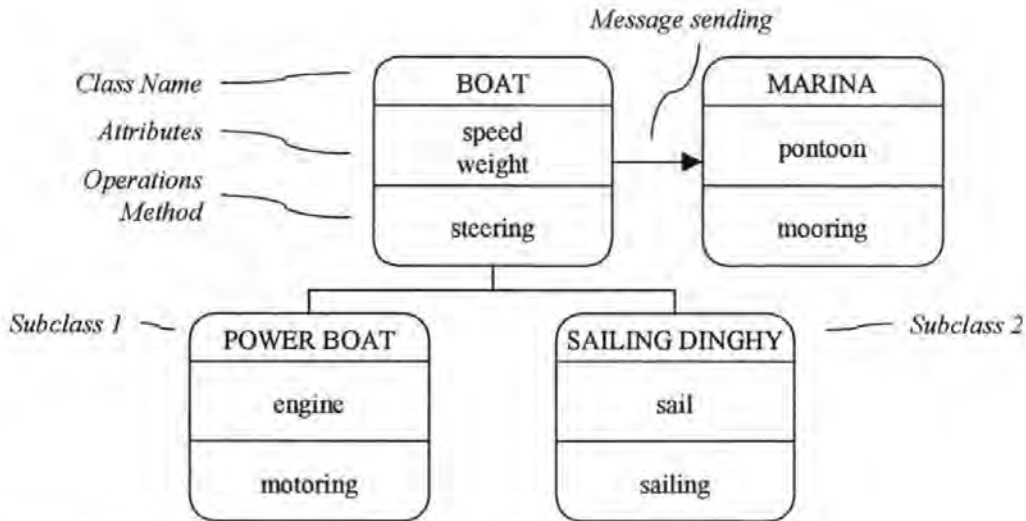 Message sending
Class Name
BOAT
MARINA
Attributes
speed
weight
pontoon
Operations
Method
steering
mooring
Subclass 1
POWER BOAT
SAILING DINGHY
Subclass 2
engine
sail
motoring
sailing